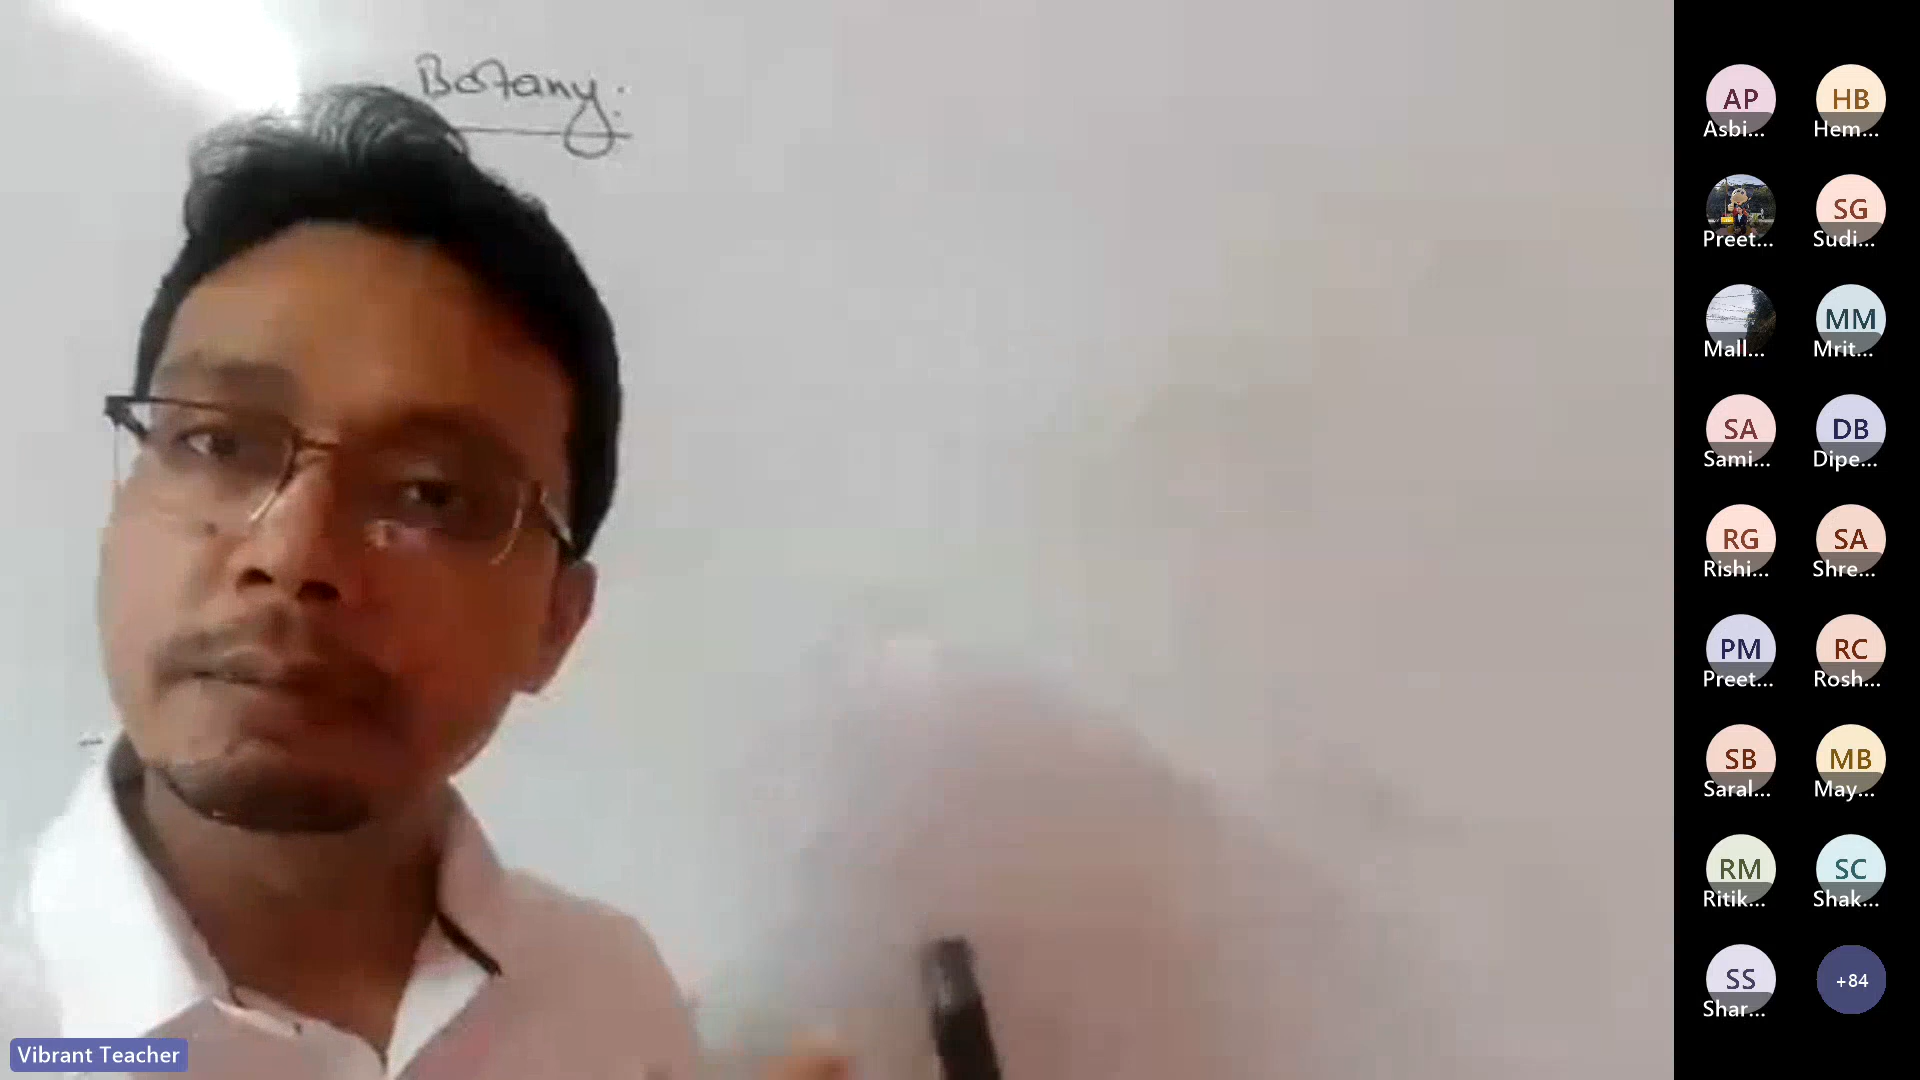 Botany:
AP
Asbi...
HB
Hem...
Preet...
SG
Sudi...
Mall...
MM
Mrit...
SA
Sami...
DB
Dipe...
RG
Rishi...
SA
Shre...
PM
Preet...
RC
Rosh...
SB
Saral...
MB
May...
RM
Ritik...
SC
Shak...
SS
Shar...
+84
Vibrant Teacher